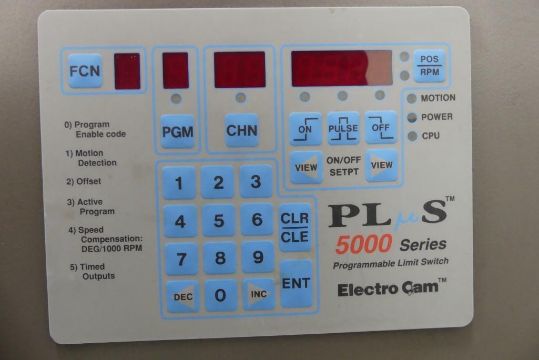 FCN
POS
RPM
PGM
CHN
ON
PULSE
OFF
MOTION
POWER
CPU
VIEW
ON/OFF
SETPT
VIEW
0) Program
Enable code
1) Motion
Detection
2) Offset
3) Active
Program
4) Speed
Compensation:
DEG/1000 RPM
5) Timed
Outputs
1 2 3
4 5 6
7 8 9
DEC 0 INC
CLR
CLE
ENT
PLµS™
5000 Series
Programmable Limit Switch
Electro Cam™